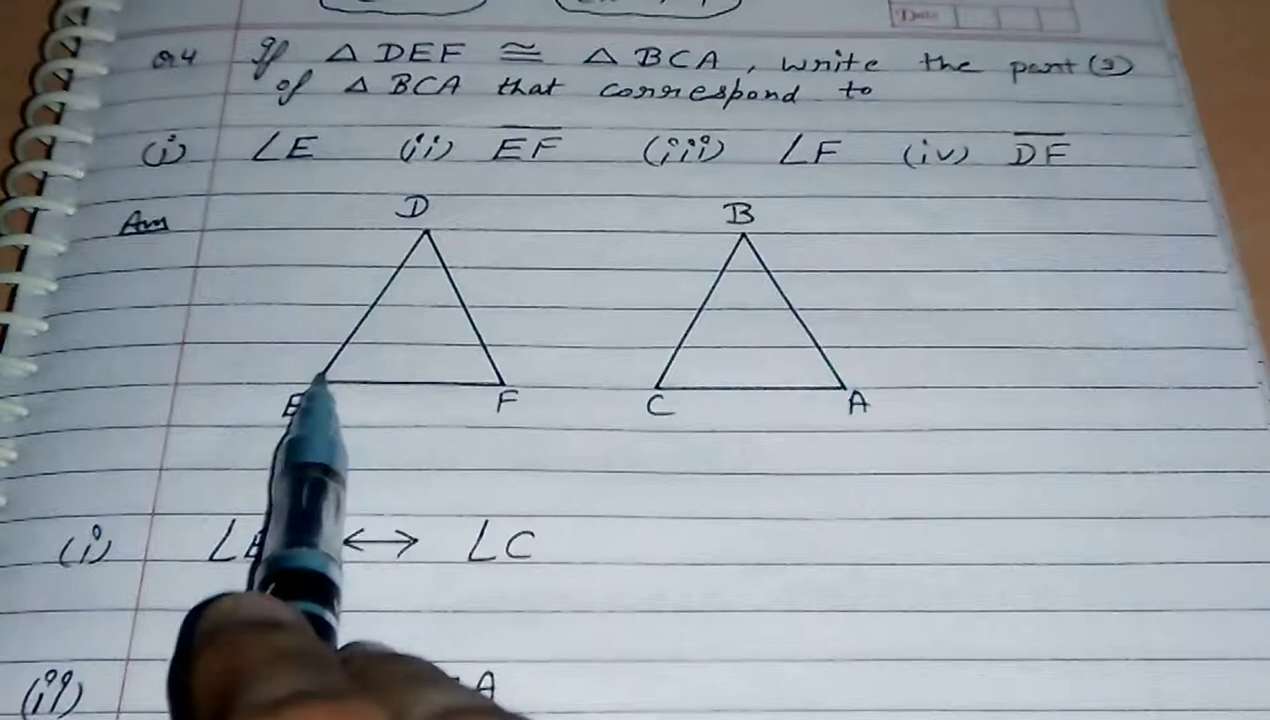 Date
Q4 If △ DEF ≅ △ BCA, write the part(s)
of △ BCA that correspond to
(i) ∠E (ii) EF (iii) ∠F (iv) DF
Ans
D B
E F C A
(i) ∠E ↔ ∠C
(ii) A